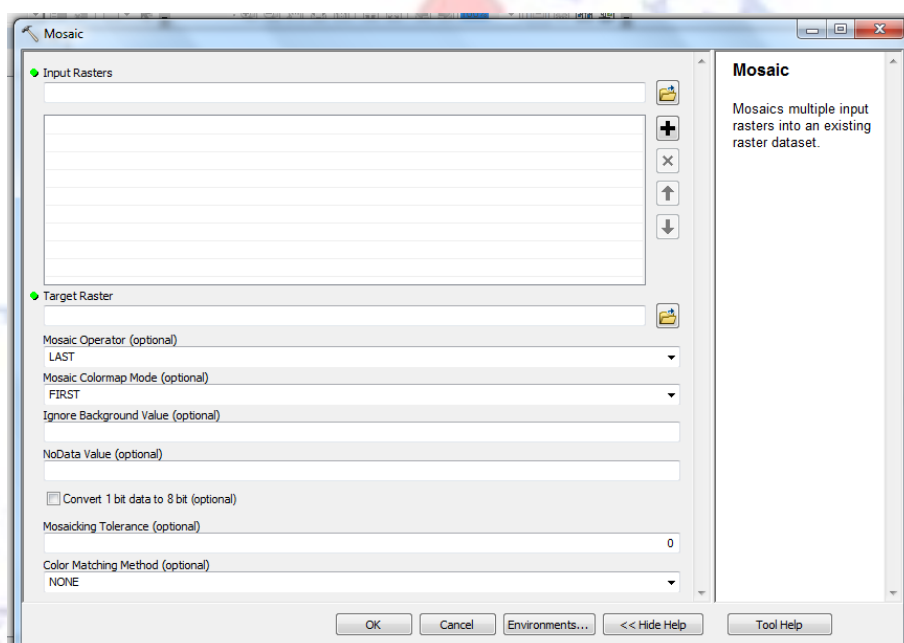 Mosaic
Input Rasters
Target Raster
Mosaic Operator (optional)
LAST
Mosaic Colormap Mode (optional)
FIRST
Ignore Background Value (optional)
NoData Value (optional)
Convert 1 bit data to 8 bit (optional)
Mosaicking Tolerance (optional)
0
Color Matching Method (optional)
NONE
Mosaic
Mosaics multiple input
rasters into an existing
raster dataset.
OK
Cancel
Environments...
<< Hide Help
Tool Help